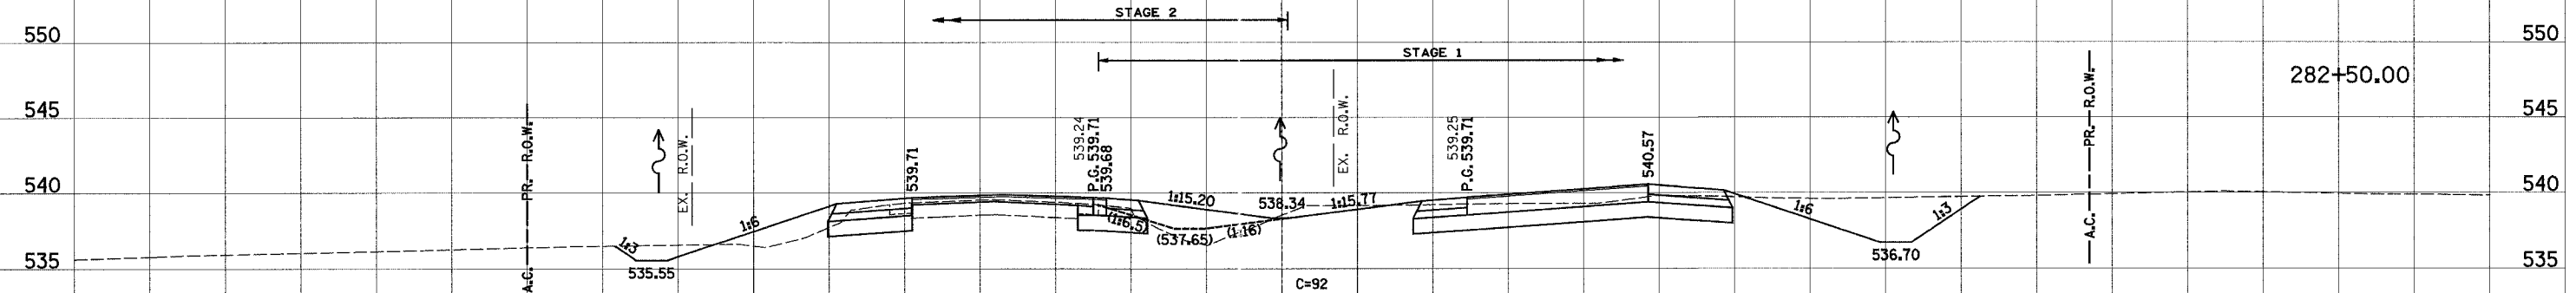 STAGE 2
550
550
STAGE 1
282+50.00
545
545
A.C. PR. R.O.W.
EX. R.O.W.
539.71
539.24
P.G. 539.71
539.68
EX. R.O.W.
539.25
P.G. 539.71
540.57
A.C. PR. R.O.W.
540
540
1:15.20
538.34
1:15.77
1:6
1:6
1:3
1:3
(1:6.5)
(537.65)
(1:16)
535
535.55
536.70
535
C=92